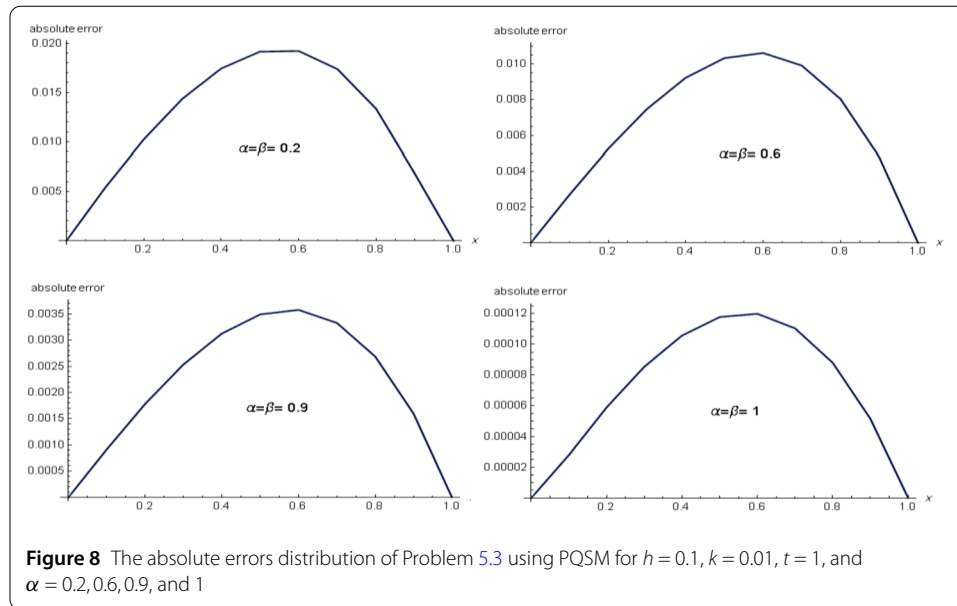 absolute error
0.020
0.015
0.010
0.005
0.2 0.4 0.6 0.8 1.0 x
α=β= 0.2
absolute error
0.010
0.008
0.006
0.004
0.002
0.2 0.4 0.6 0.8 1.0 x
α=β= 0.6
absolute error
0.0035
0.0030
0.0025
0.0020
0.0015
0.0010
0.0005
0.2 0.4 0.6 0.8 1.0
α=β= 0.9
absolute error
0.00012
0.00010
0.00008
0.00006
0.00004
0.00002
0.2 0.4 0.6 0.8 1.0 x
α=β= 1
Figure 8 The absolute errors distribution of Problem 5.3 using PQSM for h = 0.1, k = 0.01, t = 1, and
α = 0.2, 0.6, 0.9, and 1